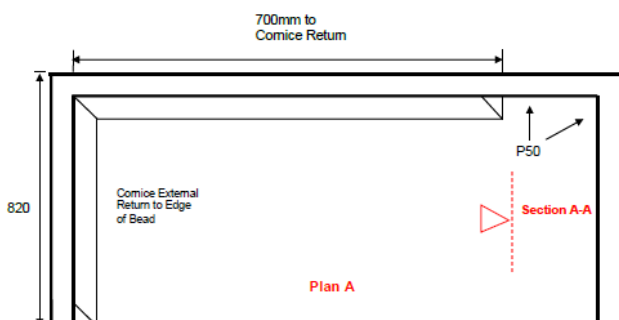 700mm to
Cornice Return
P50
820
Cornice External
Return to Edge
of Bead
Section A-A
Plan A